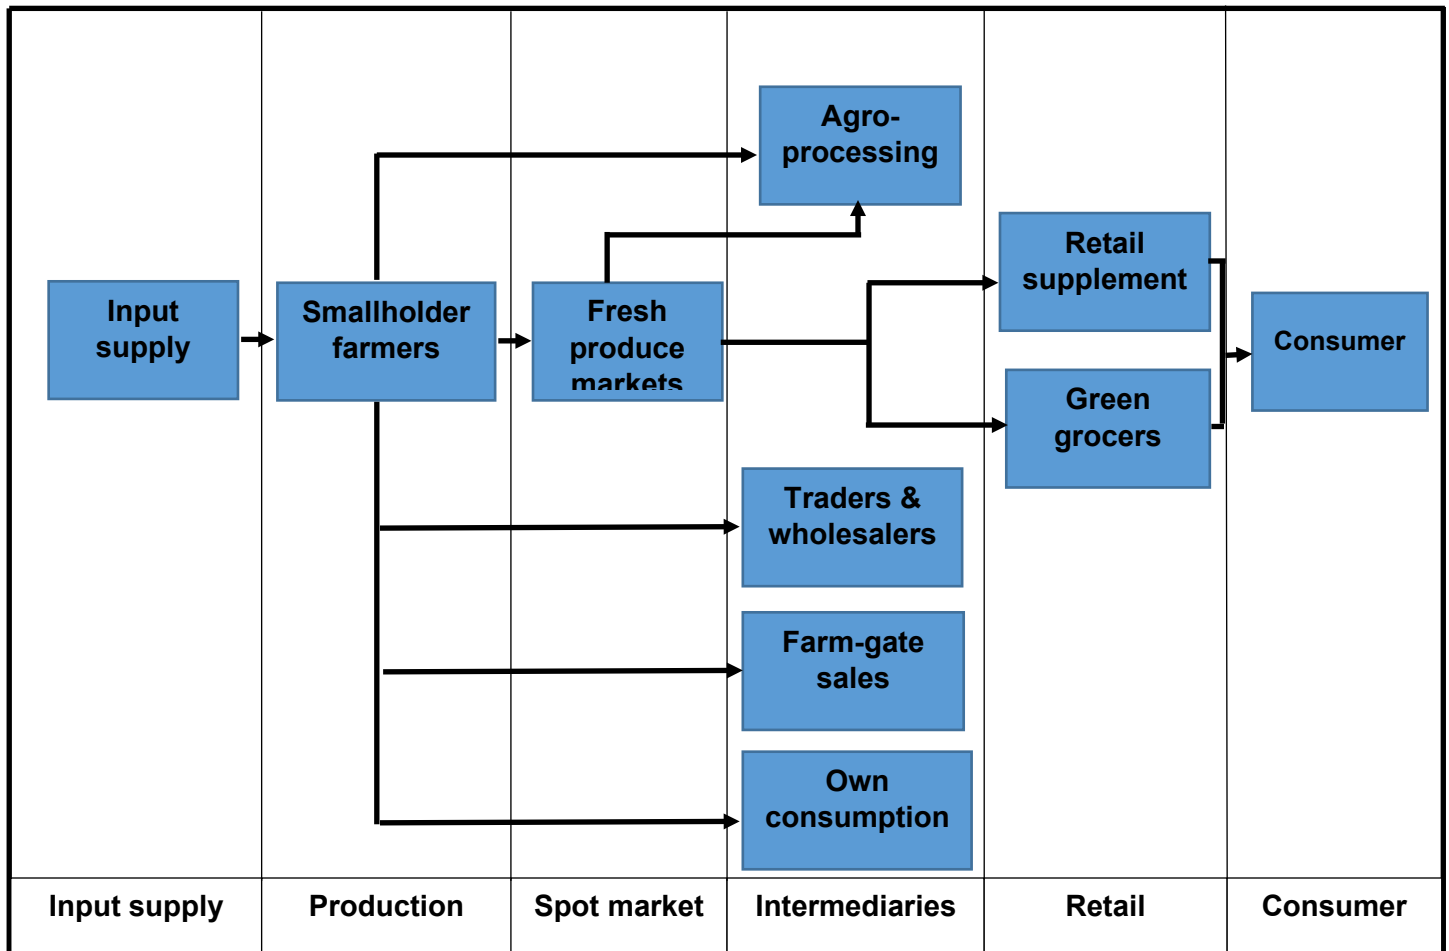 Agro-
processing
Retail
supplement
Input
supply
Smallholder
farmers
Fresh
produce
markets
Consumer
Green
grocers
Traders &
wholesalers
Farm-gate
sales
Own
consumption
Input supply
Production
Spot market
Intermediaries
Retail
Consumer